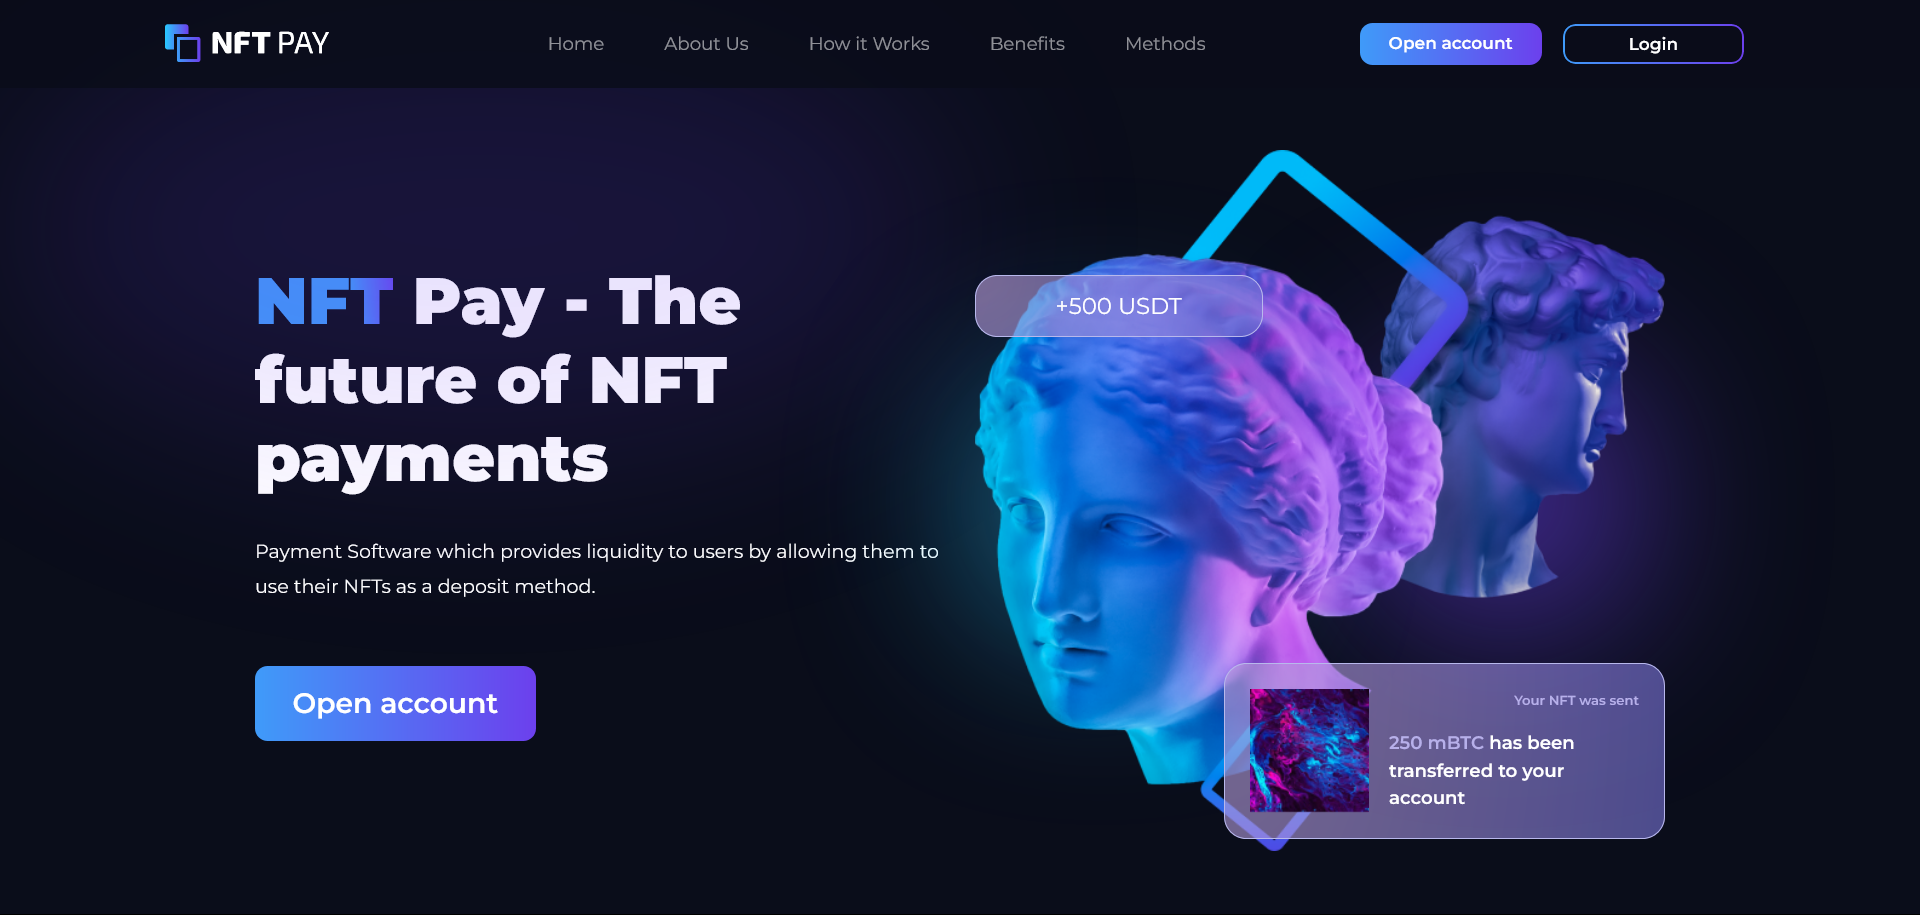 NFT PAY
Home
About Us
How it Works
Benefits
Methods
Open account
Login
NFT Pay - The
future of NFT
payments
Payment Software which provides liquidity to users by allowing them to
use their NFTs as a deposit method.
Open account
+500 USDT
Your NFT was sent
250 mBTC has been
transferred to your
account